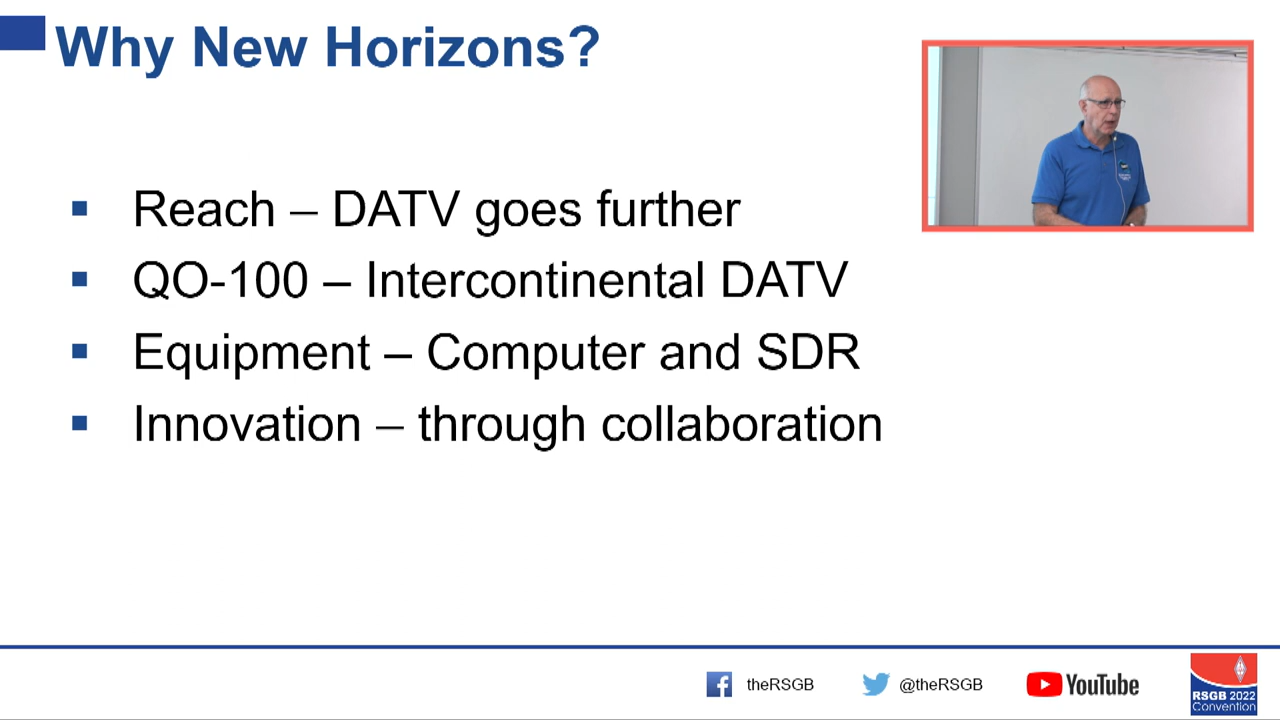 Why New Horizons?
▪ Reach – DATV goes further
▪ QO-100 – Intercontinental DATV
▪ Equipment – Computer and SDR
▪ Innovation – through collaboration
theRSGB @theRSGB YouTube
RSGB 2022
Convention